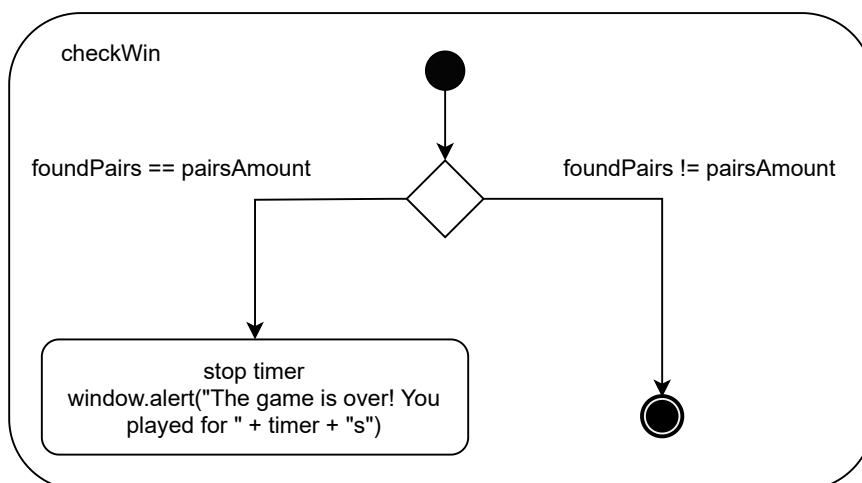 checkWin
foundPairs == pairsAmount
foundPairs != pairsAmount
stop timer
window.alert("The game is over! You
played for " + timer + "s")